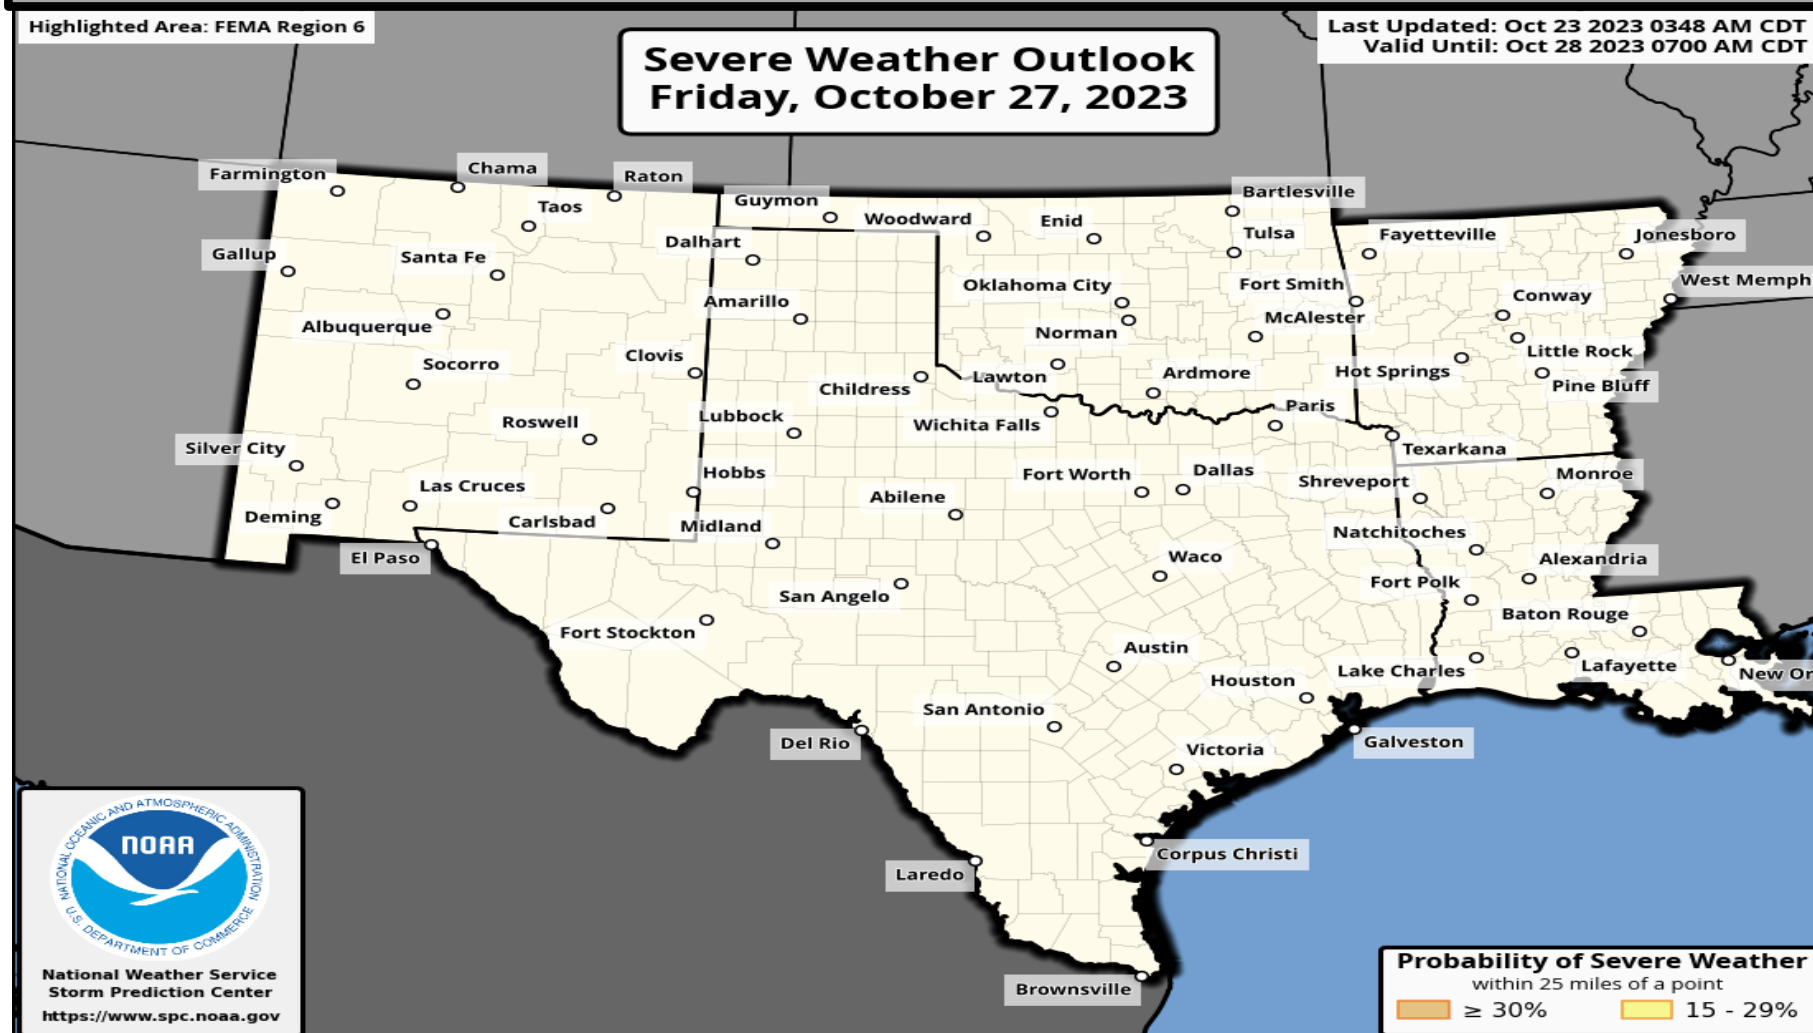 Highlighted Area: FEMA Region 6
Last Updated: Oct 23 2023 0348 AM CDT
Valid Until: Oct 28 2023 0700 AM CDT
Severe Weather Outlook
Friday, October 27, 2023
Farmington
Chama
Raton
Taos
Guymon
Woodward
Enid
Bartlesville
Gallup
Santa Fe
Dalhart
Tulsa
Fayetteville
Jonesboro
Albuquerque
Amarillo
Oklahoma City
Fort Smith
Conway
West Memph
Norman
McAlester
Socorro
Clovis
Childress
Lawton
Ardmore
Hot Springs
Little Rock
Pine Bluff
Roswell
Lubbock
Wichita Falls
Paris
Texarkana
Silver City
Hobbs
Fort Worth
Dallas
Shreveport
Monroe
Las Cruces
Abilene
Deming
Carlsbad
Midland
Natchitoches
El Paso
Waco
Alexandria
San Angelo
Fort Polk
Fort Stockton
Baton Rouge
Austin
Houston
Lake Charles
Lafayette
New Or
San Antonio
Del Rio
Victoria
Galveston
Corpus Christi
Laredo
Brownsville
NATIONAL OCEANIC AND ATMOSPHERIC ADMINISTRATION
NOAA
U.S. DEPARTMENT OF COMMERCE
National Weather Service
Storm Prediction Center
https://www.spc.noaa.gov
Probability of Severe Weather
within 25 miles of a point
≥ 30%
15 - 29%